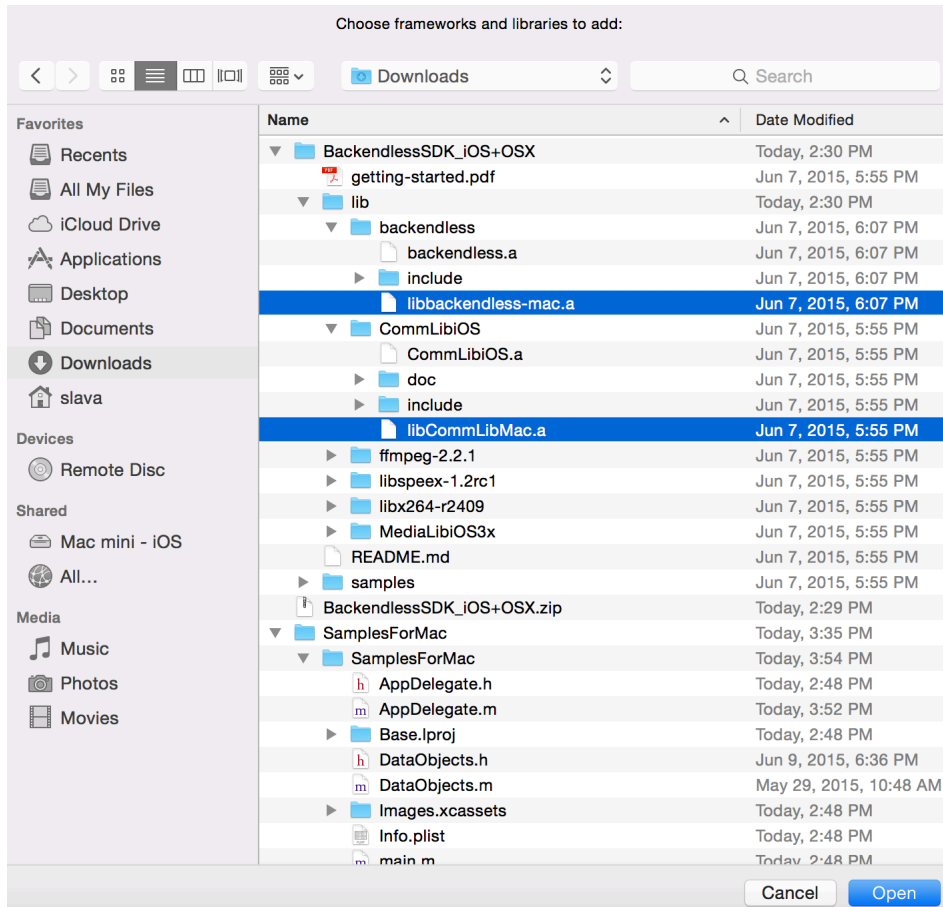 Choose frameworks and libraries to add:
Downloads
Search
Favorites
Recents
All My Files
iCloud Drive
Applications
Desktop
Documents
Downloads
slava
Devices
Remote Disc
Shared
Mac mini - iOS
All...
Media
Music
Photos
Movies
Name Date Modified
BackendlessSDK_iOS+OSX Today, 2:30 PM
getting-started.pdf Jun 7, 2015, 5:55 PM
lib Today, 2:30 PM
backendless Jun 7, 2015, 6:07 PM
backendless.a Jun 7, 2015, 6:07 PM
include Jun 7, 2015, 6:07 PM
libbackendless-mac.a Jun 7, 2015, 6:07 PM
CommLibiOS Jun 7, 2015, 5:55 PM
CommLibiOS.a Jun 7, 2015, 5:55 PM
doc Jun 7, 2015, 5:55 PM
include Jun 7, 2015, 5:55 PM
libCommLibMac.a Jun 7, 2015, 5:55 PM
ffmpeg-2.2.1 Jun 7, 2015, 5:55 PM
libspeex-1.2rc1 Jun 7, 2015, 5:55 PM
libx264-r2409 Jun 7, 2015, 5:55 PM
MediaLibiOS3x Jun 7, 2015, 5:55 PM
README.md Jun 7, 2015, 5:55 PM
samples Jun 7, 2015, 5:55 PM
BackendlessSDK_iOS+OSX.zip Today, 2:29 PM
SamplesForMac Today, 3:35 PM
SamplesForMac Today, 3:54 PM
h AppDelegate.h Today, 2:48 PM
m AppDelegate.m Today, 3:52 PM
Base.lproj Today, 2:48 PM
h DataObjects.h Jun 9, 2015, 6:36 PM
m DataObjects.m May 29, 2015, 10:48 AM
Images.xcassets Today, 2:48 PM
Info.plist Today, 2:48 PM
m main.m Today, 2:48 PM
Cancel Open